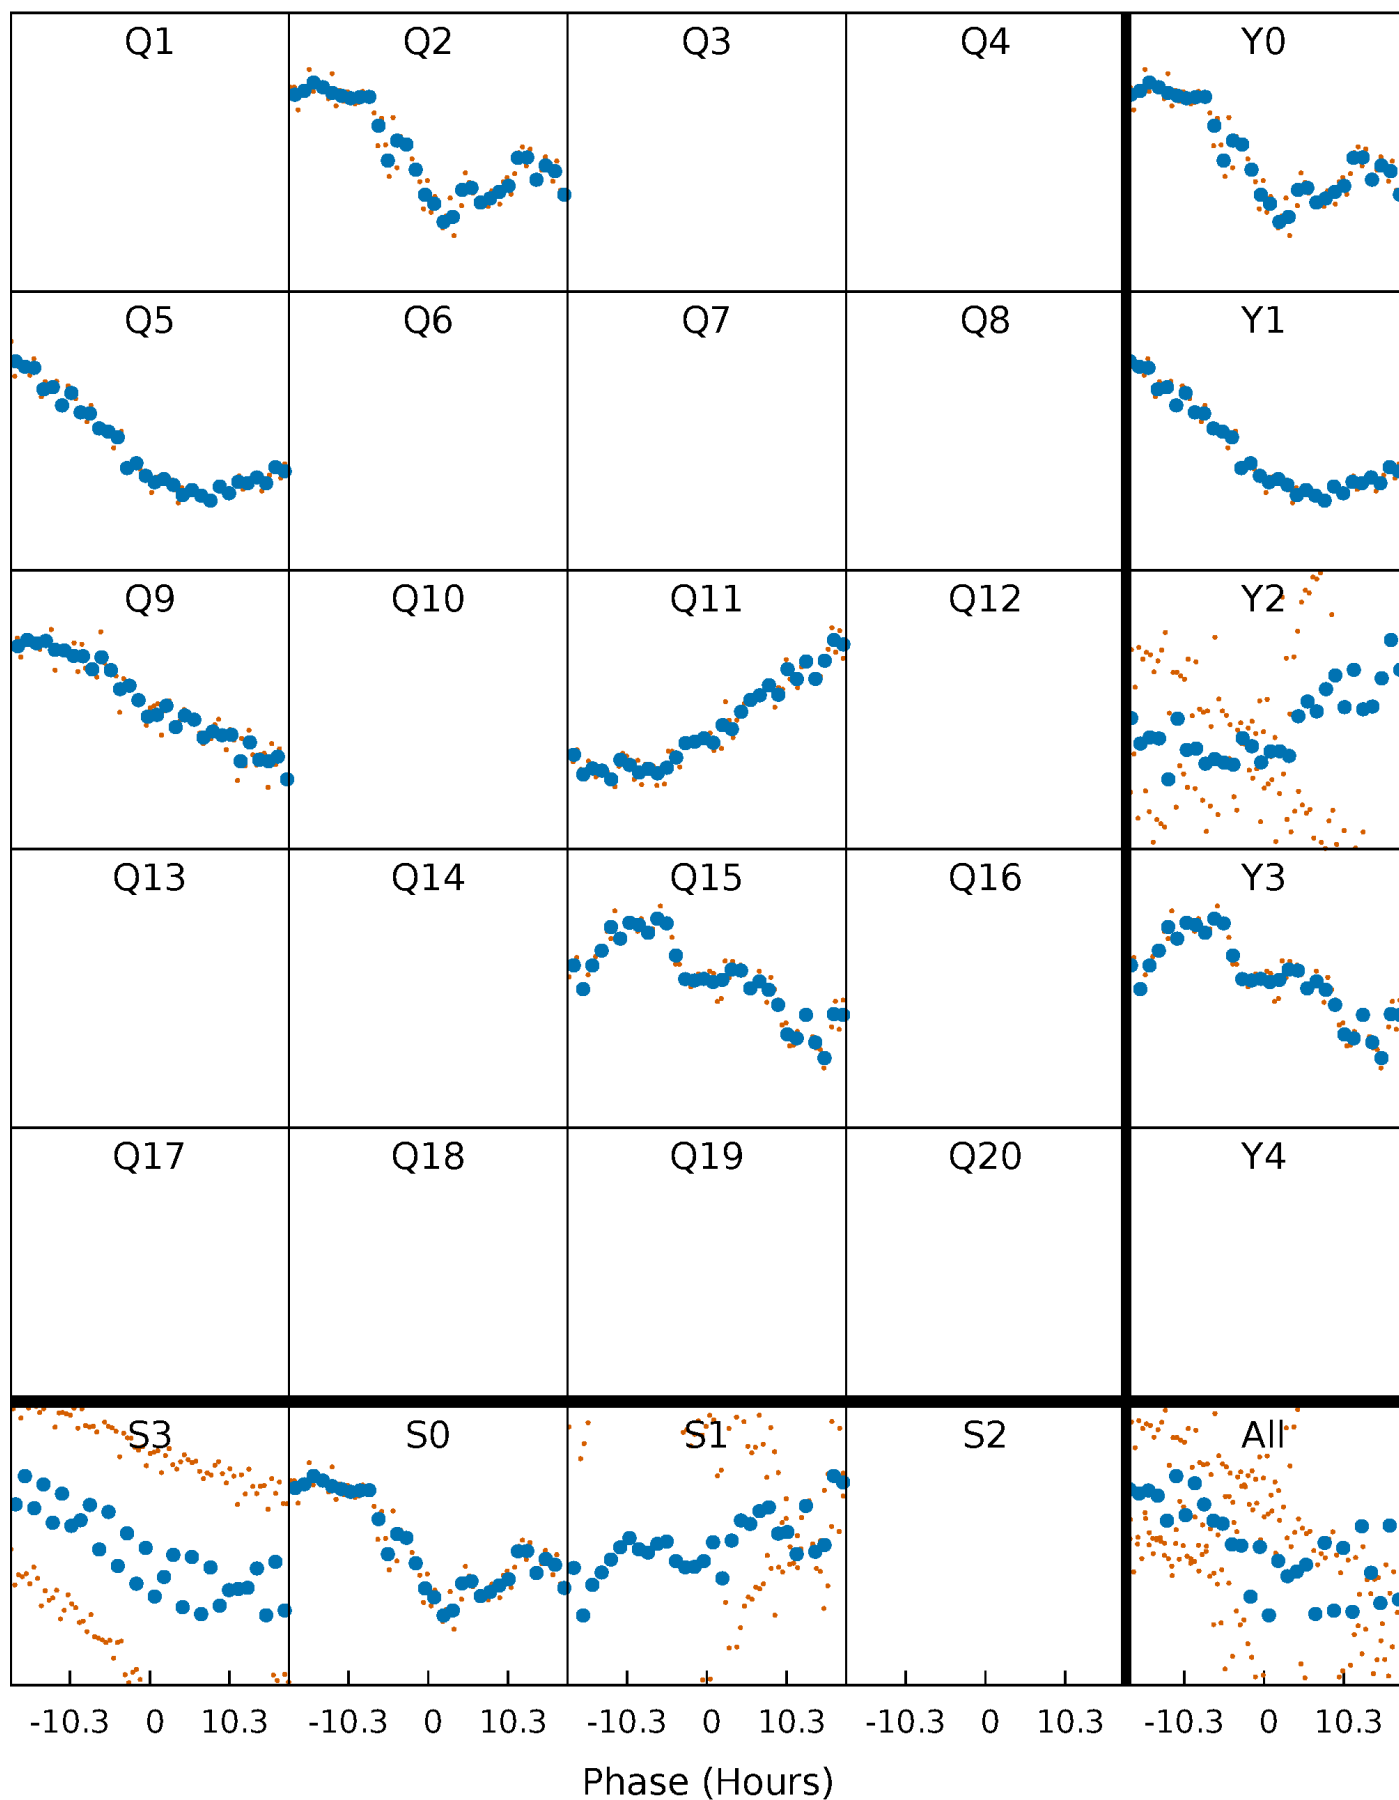 Q1 Q2 Q3 Q4 Y0
Q5 Q6 Q7 Q8 Y1
Q9 Q10 Q11 Q12 Y2
Q13 Q14 Q15 Q16 Y3
Q17 Q18 Q19 Q20 Y4
S3 S0 S1 S2 All
-10.3 0 10.3 -10.3 0 10.3 -10.3 0 10.3 -10.3 0 10.3 -10.3 0 10.3
Phase (Hours)